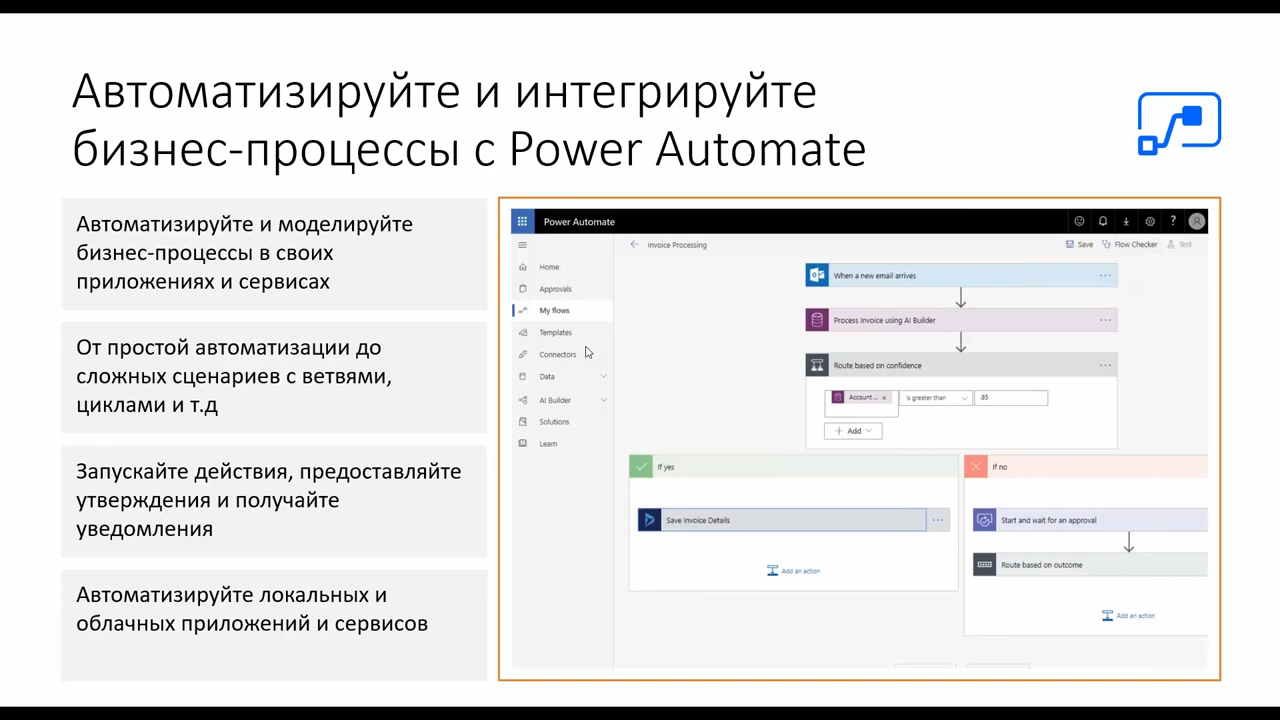 Автоматизируйте и интегрируйте
бизнес-процессы с Power Automate
Автоматизируйте и моделируйте
бизнес-процессы в своих
приложениях и сервисах
От простой автоматизации до
сложных сценариев с ветвями,
циклами и т.д
Запускайте действия, предоставляйте
утверждения и получайте
уведомления
Автоматизируйте локальных и
облачных приложений и сервисов
Power Automate
?
Invoice Processing
Save
Flow Checker
Test
Home
Approvals
My flows
Templates
Connectors
Data
AI Builder
Solutions
Learn
When a new email arrives
Process Invoice using AI Builder
Route based on confidence
Account ...
is greater than
.85
Add
If yes
Save Invoice Details
Add an action
If no
Start and wait for an approval
Route based on outcome
Add an action